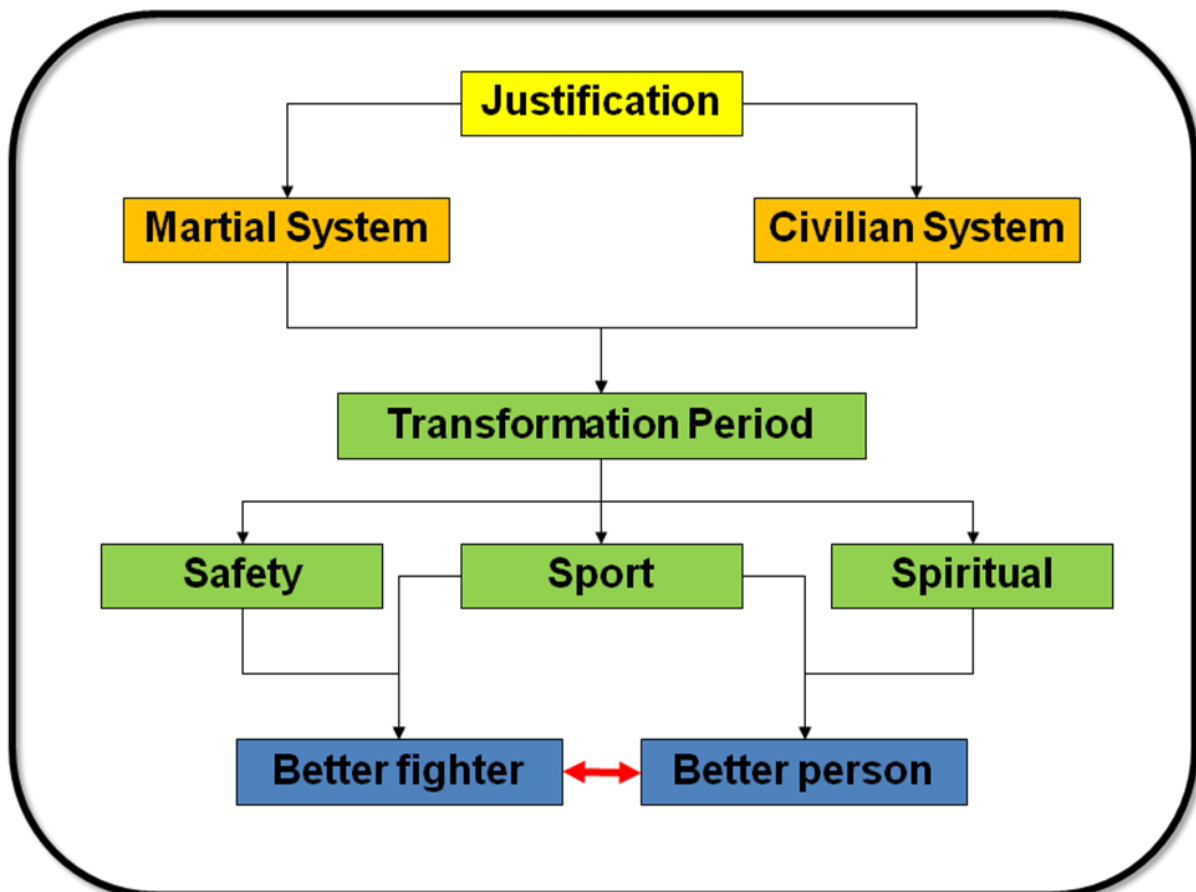 Justification
Martial System
Civilian System
Transformation Period
Safety
Sport
Spiritual
Better fighter
Better person